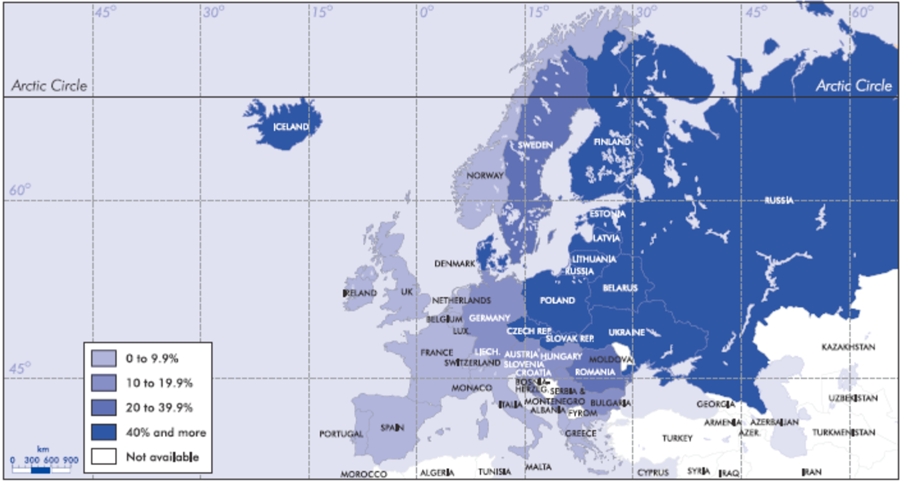 45° 30° 15° 0° 15° 30° 45° 60°
Arctic Circle Arctic Circle
ICELAND
SWEDEN
FINLAND
NORWAY
60°
RUSSIA
ESTONIA
LATVIA
DENMARK
LITHUANIA
RUSSIA
BELARUS
IRELAND
UK
NETHERLANDS
POLAND
BELGIUM
GERMANY
LUX.
CZECH REP.
UKRAINE
SLOVAK REP.
KAZAKHSTAN
FRANCE
LIECH.
AUSTRIA
HUNGARY
SWITZERLAND
SLOVENIA
MOLDOVA
CROATIA
ROMANIA
45°
BOSNIA-
HERZEG.
MONACO
SERBIA &
MONTENEGRO
UZBEKISTAN
ITALIA
ALBANIA
BULGARIA
GEORGIA
FYROM
ARMENIA
AZERBAIJAN
AZER.
TURKMENISTAN
PORTUGAL
SPAIN
GREECE
TURKEY
MOROCCO
ALGERIA
TUNISIA
MALTA
CYPRUS
SYRIA
IRAQ
IRAN
0 to 9.9%
10 to 19.9%
20 to 39.9%
40% and more
Not available
km
0 300 600 900